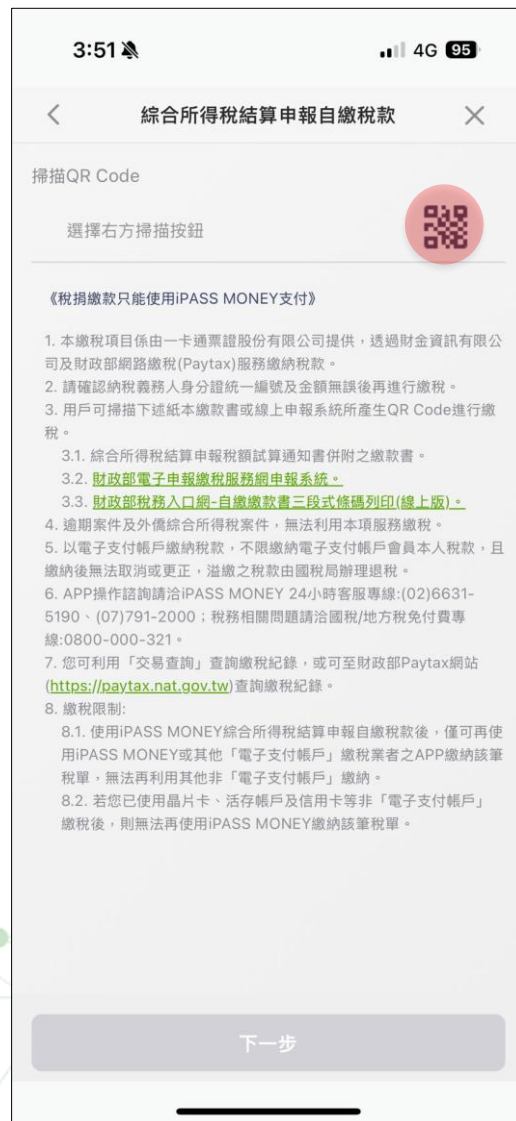 3:51
4G 95
綜合所得稅結算申報自繳稅款
掃描QR Code
選擇右方掃描按鈕
《稅捐繳款只能使用iPASS MONEY支付》
1. 本繳稅項目係由一卡通票證股份有限公司提供，透過財金資訊有限公
司及財政部網路繳稅(Paytax)服務繳納稅款。
2. 請確認納稅義務人身分證統一編號及金額無誤後再進行繳稅。
3. 用戶可掃描下述紙本繳款書或線上申報系統所產生QR Code進行繳
稅。
3.1. 綜合所得稅結算申報稅額試算通知書併附之繳款書。
3.2. 財政部電子申報繳稅服務網申報系統。
3.3. 財政部稅務入口網-自繳繳款書三段式條碼列印(線上版)。
4. 逾期案件及外僑綜合所得稅案件，無法利用本項服務繳稅。
5. 以電子支付帳戶繳納稅款，不限繳納電子支付帳戶會員本人稅款，且
繳納後無法取消或更正，溢繳之稅款由國稅局辦理退稅。
6. APP操作諮詢請洽iPASS MONEY 24小時客服專線:(02)6631-
5190、(07)791-2000；稅務相關問題請洽國稅/地方稅免付費專
線:0800-000-321。
7. 您可利用「交易查詢」查詢繳稅紀錄，或可至財政部Paytax網站
(https://paytax.nat.gov.tw)查詢繳稅紀錄。
8. 繳稅限制:
8.1. 使用iPASS MONEY綜合所得稅結算申報自繳稅款後，僅可再使
用iPASS MONEY或其他「電子支付帳戶」繳稅業者之APP繳納該筆
稅單，無法再利用其他非「電子支付帳戶」繳納。
8.2. 若您已使用晶片卡、活存帳戶及信用卡等非「電子支付帳戶」
繳稅後，則無法再使用iPASS MONEY繳納該筆稅單。
下一步